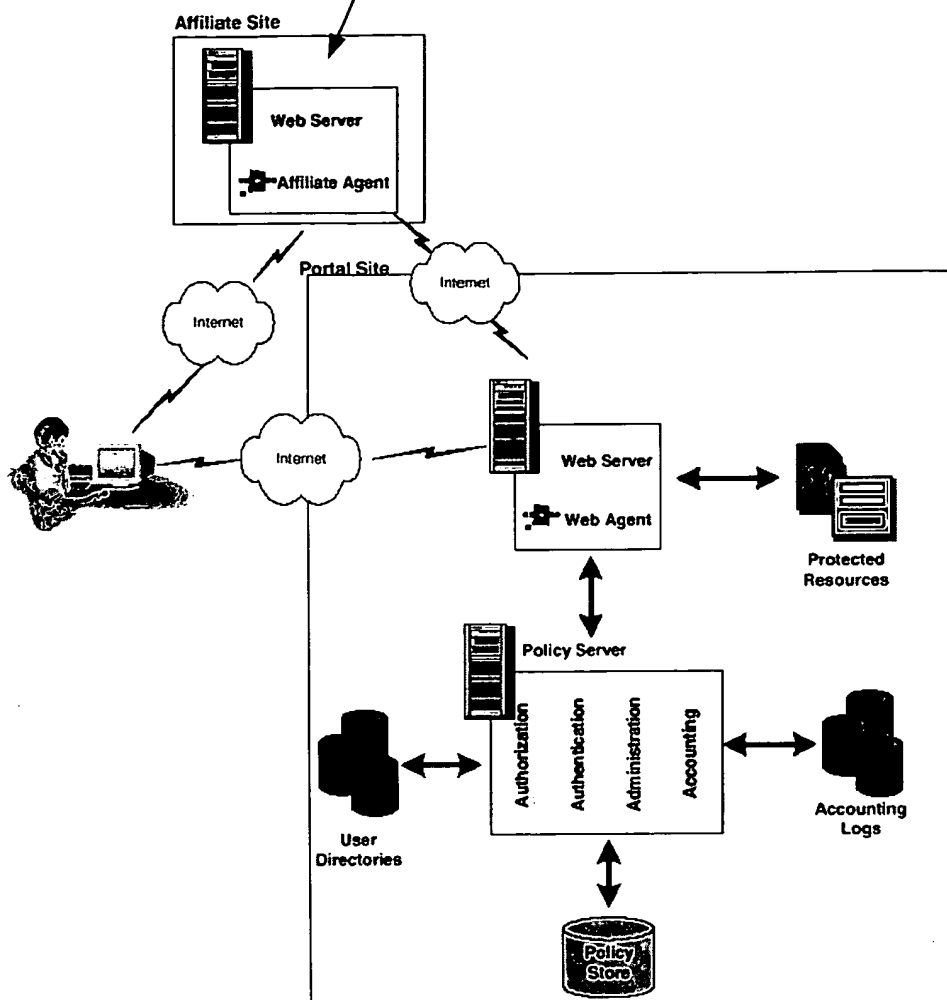 Affiliate Site
Web Server
Affiliate Agent
Portal Site
Internet
Internet
Internet
Web Server
Web Agent
Protected
Resources
Policy Server
Authorization
Authentication
Administration
Accounting
User
Directories
Accounting
Logs
Policy
Store